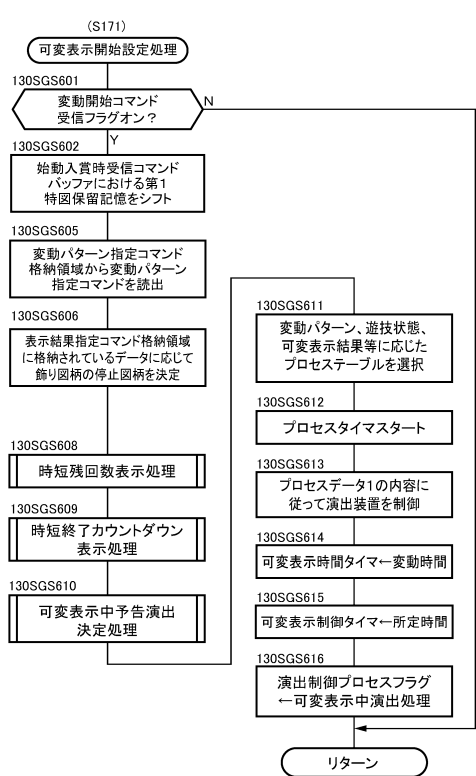 (S171)
可変表示開始設定処理
130SGS601
変動開始コマンド
受信フラグオン？
N
Y
130SGS602
始動入賞時受信コマンド
バッファにおける第1
特図保留記憶をシフト
130SGS605
変動パターン指定コマンド
格納領域から変動パターン
指定コマンドを読出
130SGS606
表示結果指定コマンド格納領域
に格納されているデータに応じて
飾り図柄の停止図柄を決定
130SGS608
時短残回数表示処理
130SGS609
時短終了カウントダウン
表示処理
130SGS610
可変表示中予告演出
決定処理
130SGS611
変動パターン、遊技状態、
可変表示結果等に応じた
プロセステーブルを選択
130SGS612
プロセスタイマスタート
130SGS613
プロセスデータ1の内容に
従って演出装置を制御
130SGS614
可変表示時間タイマ←変動時間
130SGS615
可変表示制御タイマ←所定時間
130SGS616
演出制御プロセスフラグ
←可変表示中演出処理
リターン